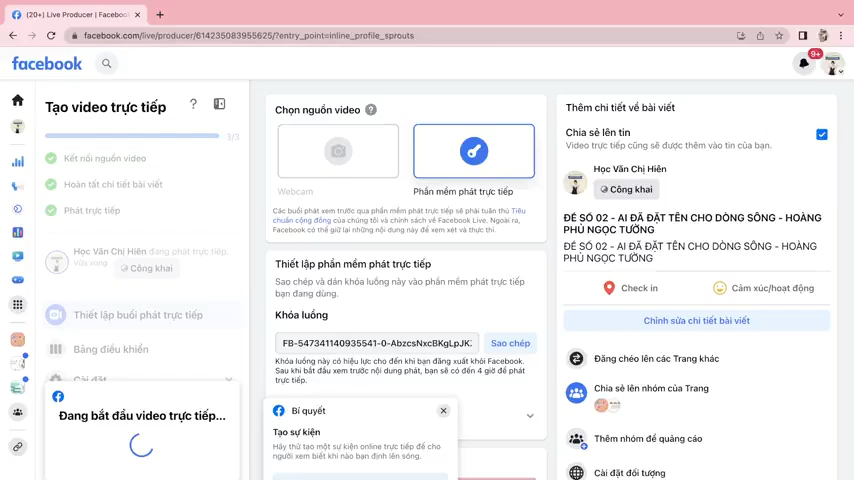 (20+) Live Producer | Facebook
facebook.com/live/producer/614235083955625/?entry_point=inline_profile_sprouts
facebook
9+
Tạo video trực tiếp
3/3
Kết nối nguồn video
Hoàn tất chi tiết bài viết
Phát trực tiếp
Học Văn Chị Hiên đang phát trực tiếp.
Vừa xong
Công khai
Thiết lập buổi phát trực tiếp
Bảng điều khiển
Cài đặt
Đang bắt đầu video trực tiếp...
Chọn nguồn video
Webcam
Phần mềm phát trực tiếp
Các buổi phát xem trước qua phần mềm phát trực tiếp sẽ phải tuân thủ Tiêu
chuẩn cộng đồng của chúng tôi và chính sách về Facebook Live. Ngoài ra,
Facebook có thể giữ lại những nội dung này để xem xét và thực thi.
Thiết lập phần mềm phát trực tiếp
Sao chép và dán khóa luồng này vào phần mềm phát trực tiếp
bạn đang dùng.
Khóa luồng
FB-547341140935541-0-AbzcsNxcBKgLpJK
Sao chép
Khóa luồng này có hiệu lực cho đến khi bạn đăng xuất khỏi Facebook.
Sau khi bắt đầu xem trước nội dung phát, bạn sẽ có đến 4 giờ để phát
trực tiếp.
Bí quyết
Tạo sự kiện
Hãy thử tạo một sự kiện online trực tiếp để cho
người xem biết khi nào bạn định lên sóng.
Thêm chi tiết về bài viết
Chia sẻ lên tin
Video trực tiếp cũng sẽ được thêm vào tin của bạn.
Học Văn Chị Hiên
Công khai
ĐỀ SỐ 02 - AI ĐÃ ĐẶT TÊN CHO DÒNG SÔNG - HOÀNG
PHỦ NGỌC TƯỜNG
ĐỀ SỐ 02 - AI ĐÃ ĐẶT TÊN CHO DÒNG SÔNG - HOÀNG
PHỦ NGỌC TƯỜNG
Check in
Cảm xúc/hoạt động
Chỉnh sửa chi tiết bài viết
Đăng chéo lên các Trang khác
Chia sẻ lên nhóm của Trang
Thêm nhóm để quảng cáo
Cài đặt đối tượng